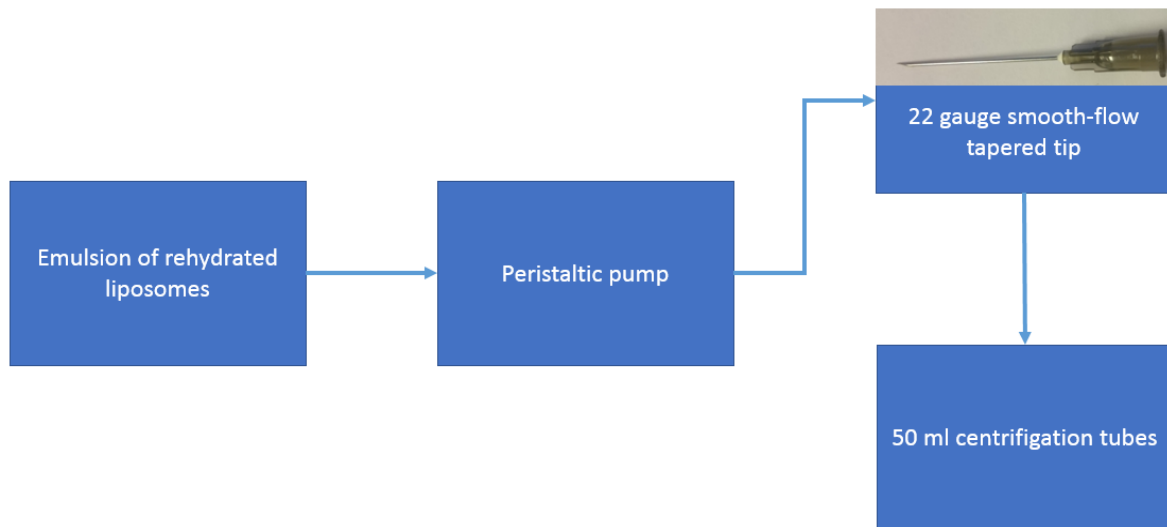 22 gauge smooth-flow
tapered tip
Emulsion of rehydrated
liposomes
Peristaltic pump
50 ml centrifigation tubes